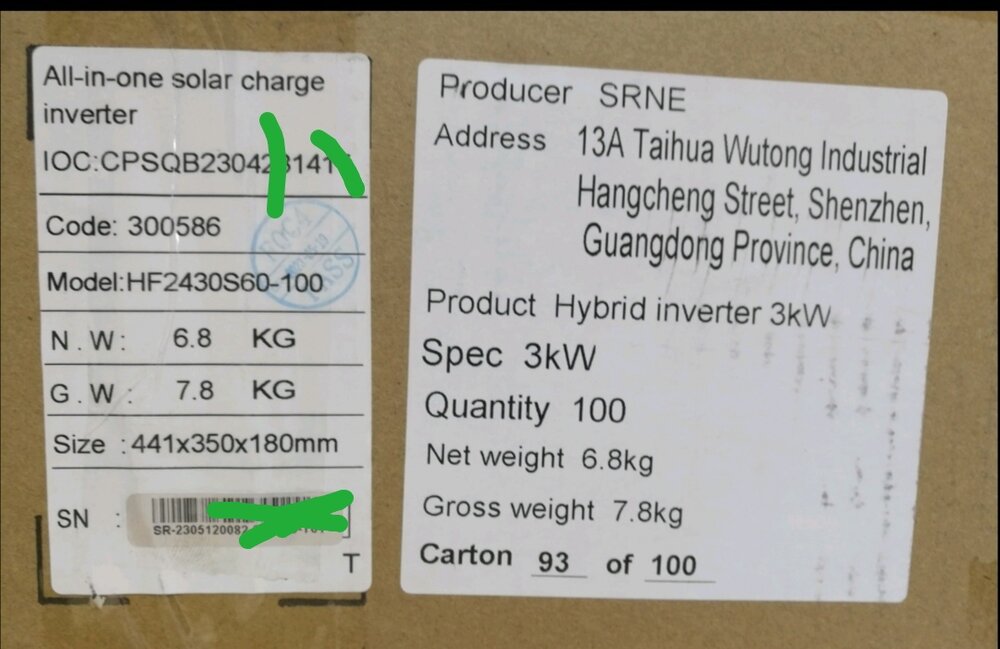 All-in-one solar charge
inverter
Code: 300586
Model:HF2430S60-100
N.W: 6.8 KG
G.W: 7.8 KG
Size :441x350x180mm
SN :
T
Producer SRNE
Address 13A Taihua Wutong Industrial
Hangcheng Street, Shenzhen,
Guangdong Province, China
Product Hybrid inverter 3kW
Spec 3kW
Quantity 100
Net weight 6.8kg
Gross weight 7.8kg
Carton 93 of 100